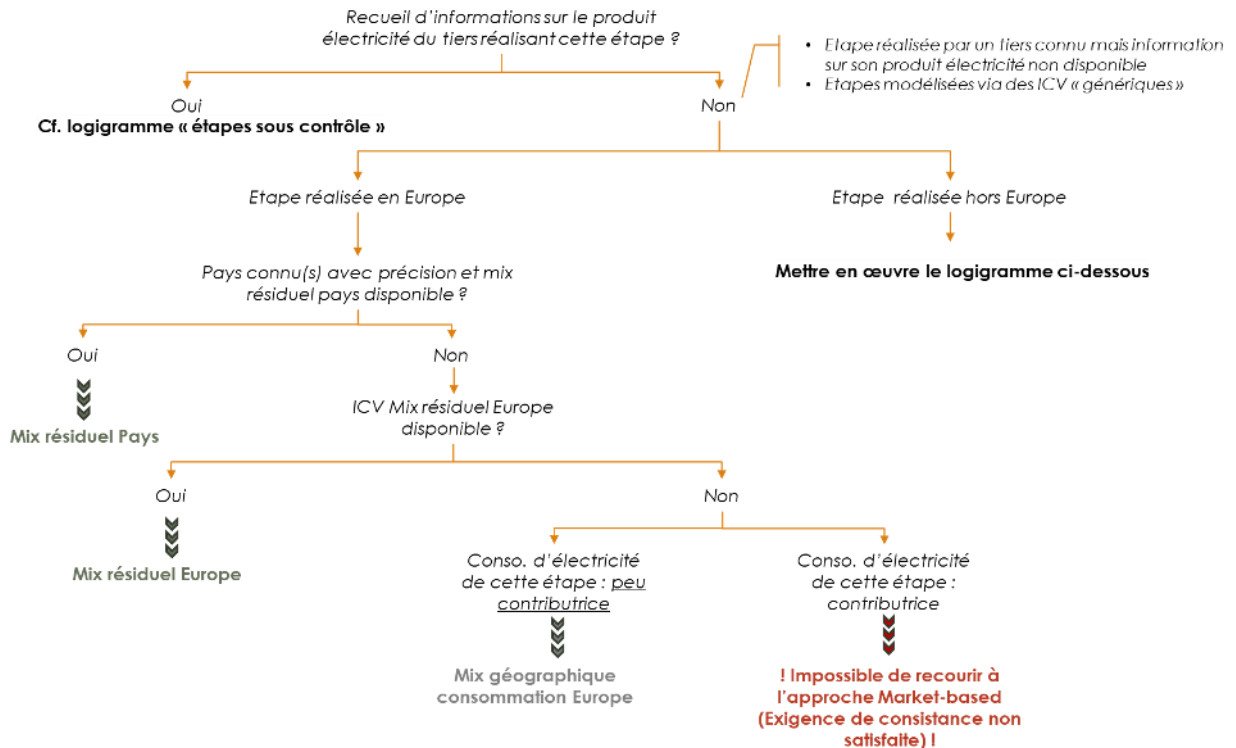 Recueil d'informations sur le produit
électricité du tiers réalisant cette étape ?
• Etape réalisée par un tiers connu mais information
sur son produit électricité non disponible
• Etapes modélisées via des ICV « génériques »
Oui
Non
Cf. logigramme « étapes sous contrôle »
Etape réalisée en Europe
Etape réalisée hors Europe
Pays connu(s) avec précision et mix
résiduel pays disponible ?
Mettre en œuvre le logigramme ci-dessous
Oui
Non
Mix résiduel Pays
ICV Mix résiduel Europe
disponible ?
Oui
Non
Mix résiduel Europe
Conso. d'électricité
de cette étape : peu
contributrice
Conso. d'électricité
de cette étape :
contributrice
Mix géographique
consommation Europe
! Impossible de recourir à
l'approche Market-based
(Exigence de consistance non
satisfaite) !